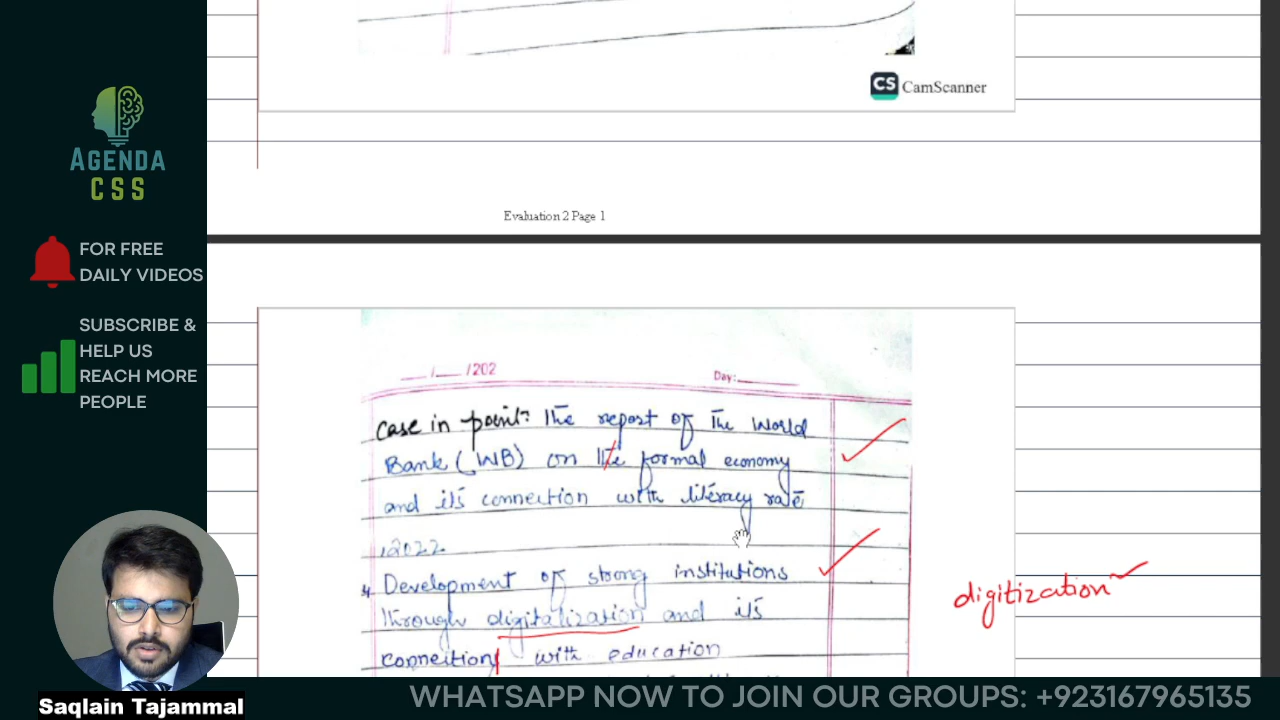 AGENDA
CSS
FOR FREE
DAILY VIDEOS
SUBSCRIBE &
HELP US
REACH MORE
PEOPLE
CS CamScanner
Evaluation 2 Page 1
__/__/202
Day:
Case in point: The report of The World
Bank (WB) on the formal economy
and its connection with literacy rate
,2022
4. Development of strong institutions
through digitalization and its
connection with education
digitization
Saqlain Tajammal
WHATSAPP NOW TO JOIN OUR GROUPS: +923167965135